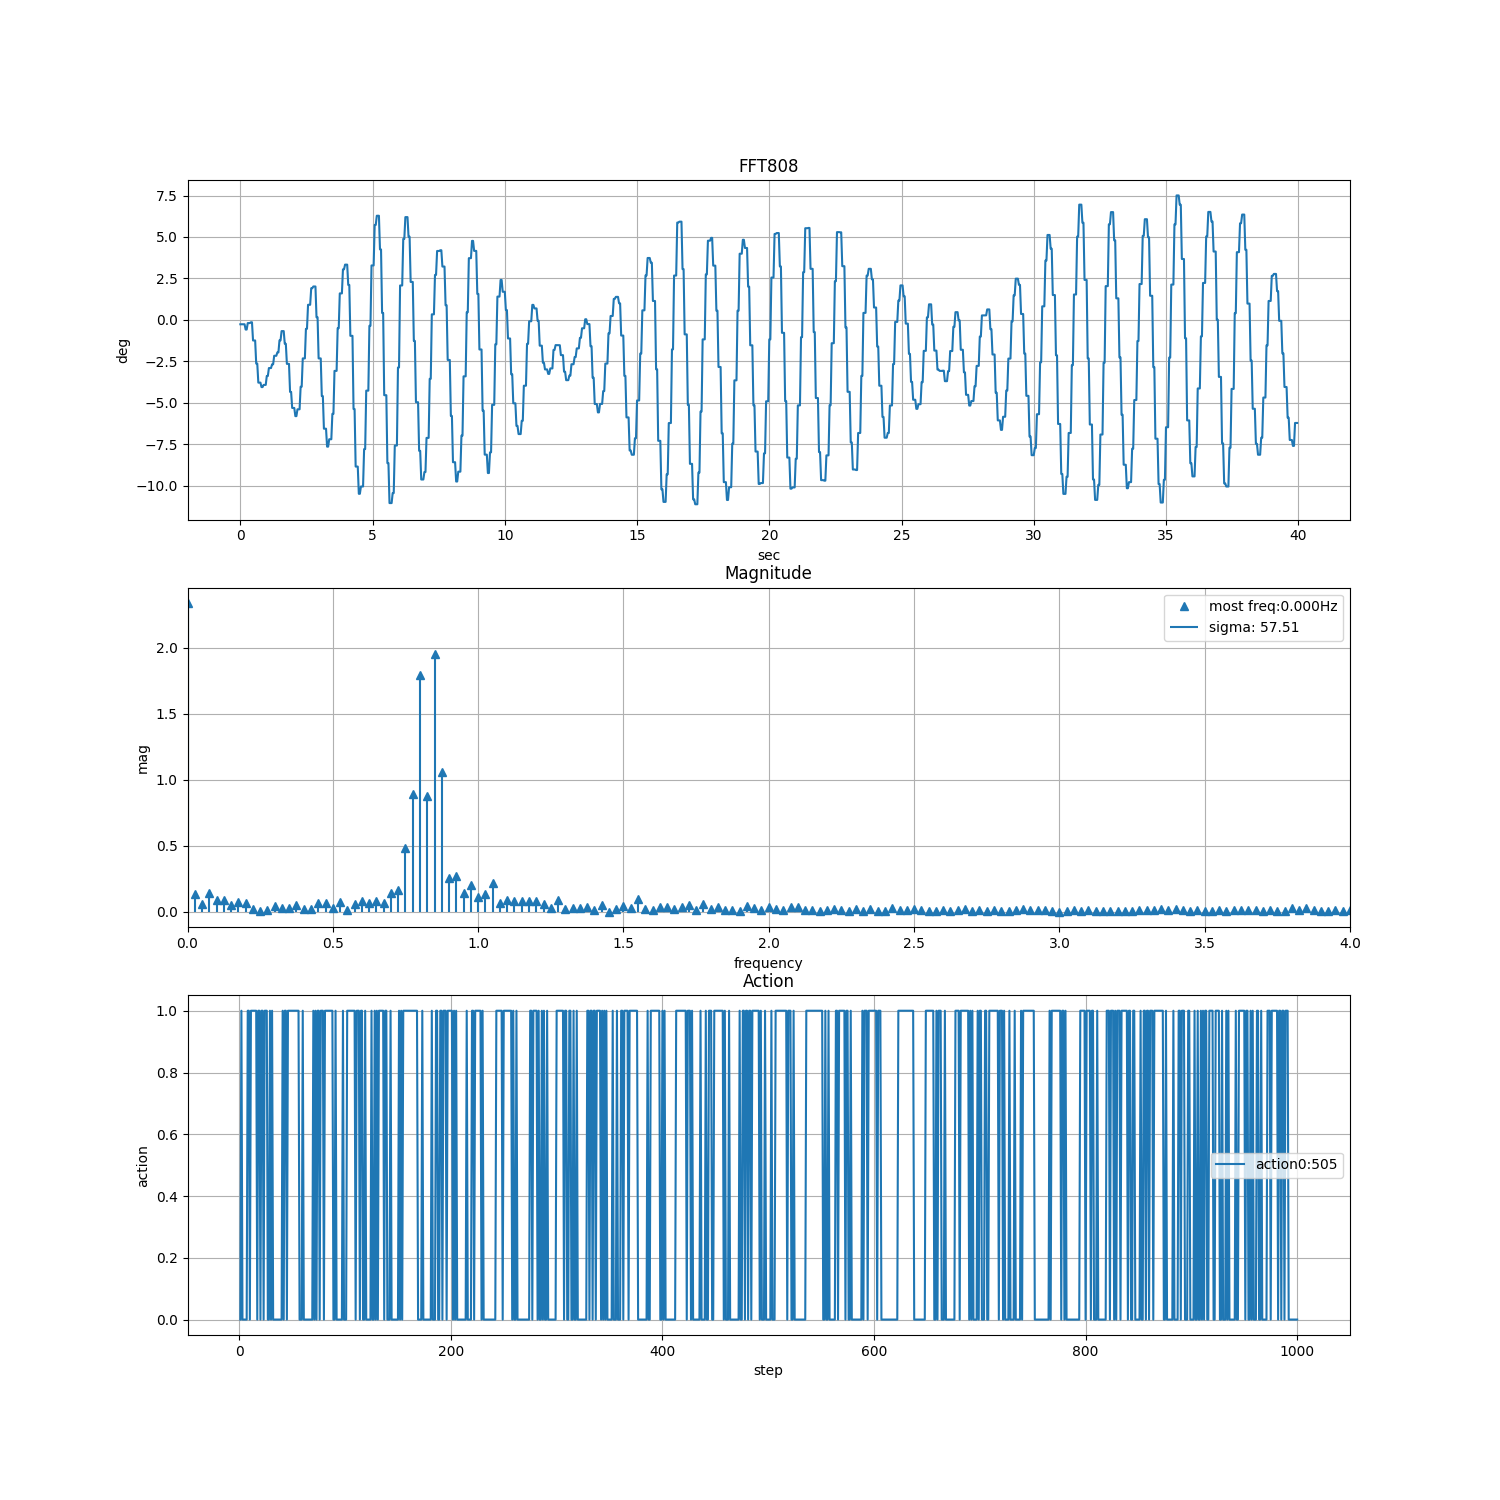 FFT808
7.5
5.0
2.5
0.0
−2.5
−5.0
−7.5
−10.0
deg
0 5 10 15 20 25 30 35 40
sec
Magnitude
most freq:0.000Hz
sigma: 57.51
2.0
1.5
1.0
0.5
0.0
mag
0.0 0.5 1.0 1.5 2.0 2.5 3.0 3.5 4.0
frequency
Action
1.0
0.8
0.6
0.4
0.2
0.0
action
action0:505
0 200 400 600 800 1000
step